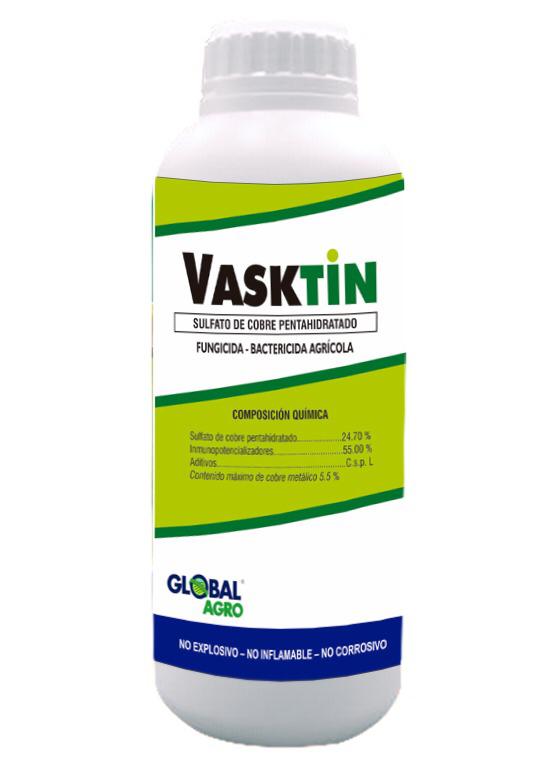 VASKTIN
SULFATO DE COBRE PENTAHIDRATADO
FUNGICIDA - BACTERICIDA AGRÍCOLA
COMPOSICIÓN QUÍMICA
Sulfato de cobre pentahidratado....................24.70 %
Inmunopotencializadores..............................55.00 %
Aditivos...............................................C.s.p. L
Contenido máximo de cobre metálico 5.5 %
GLOBAL®
AGRO
NO EXPLOSIVO – NO INFLAMABLE – NO CORROSIVO